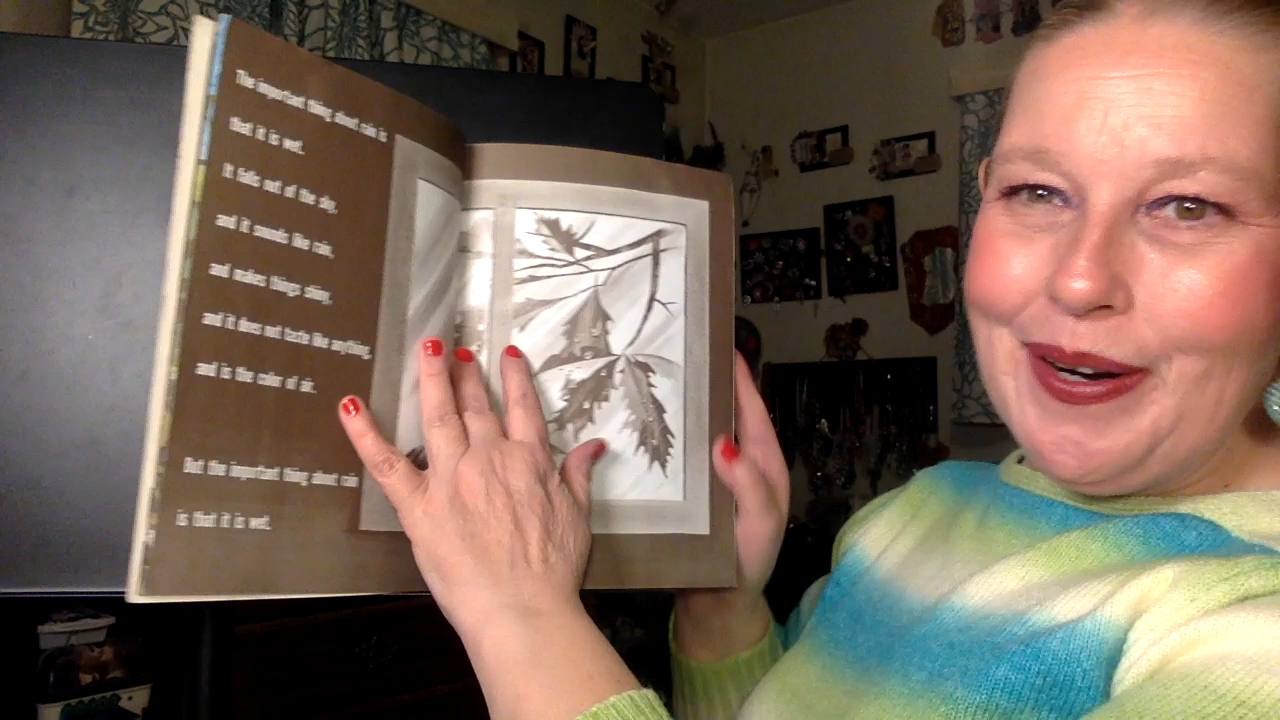 The important thing about rain is
that it is wet.
It falls out of the sky,
and it sounds like rain,
and makes things shiny,
and it does not taste like anything,
and is the color of air.
But the important thing about rain
is that it is wet.